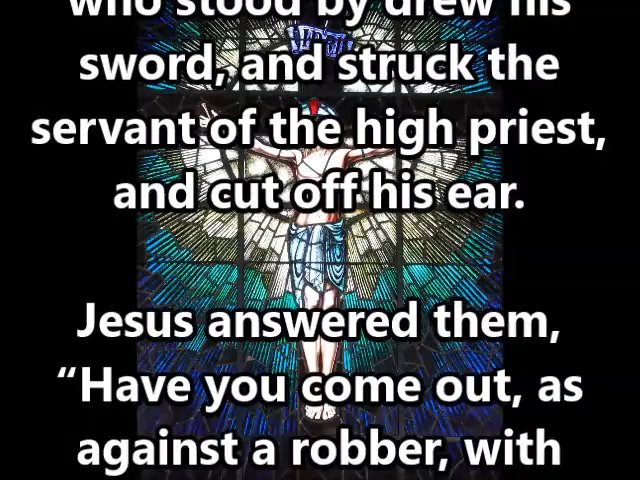 who stood by drew his
sword, and struck the
servant of the high priest,
and cut off his ear.
Jesus answered them,
“Have you come out, as
against a robber, with